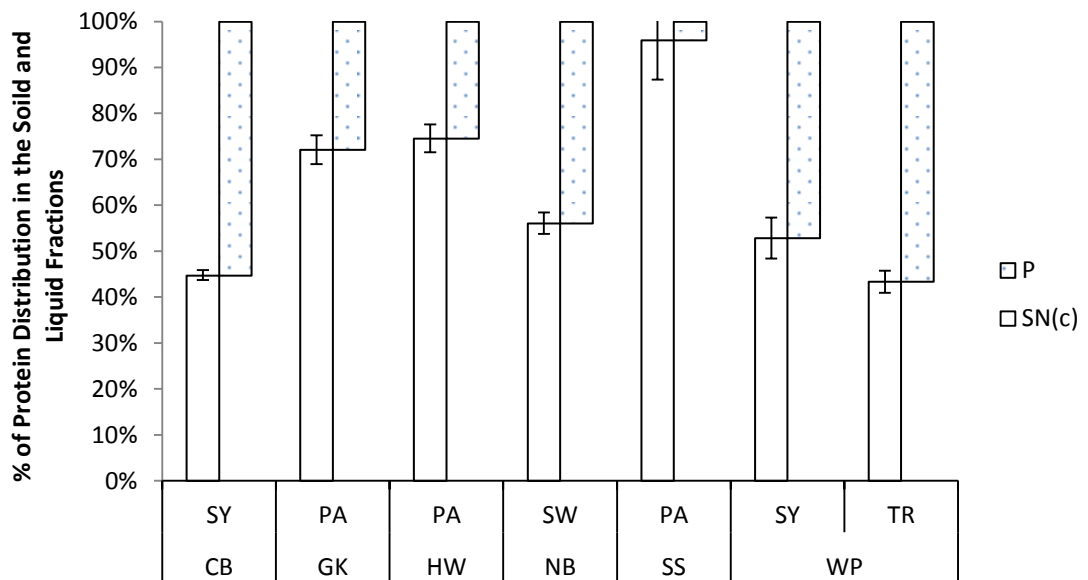 % of Protein Distribution in the Soild and
Liquid Fractions
100%
90%
80%
70%
60%
50%
40%
30%
20%
10%
0%
SY PA PA SW PA SY TR
CB GK HW NB SS WP
P
SN(c)